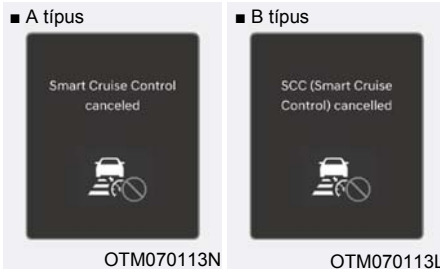 ■ A típus
Smart Cruise Control
canceled
OTM070113N
■ B típus
SCC (Smart Cruise
Control) cancelled
OTM070113L